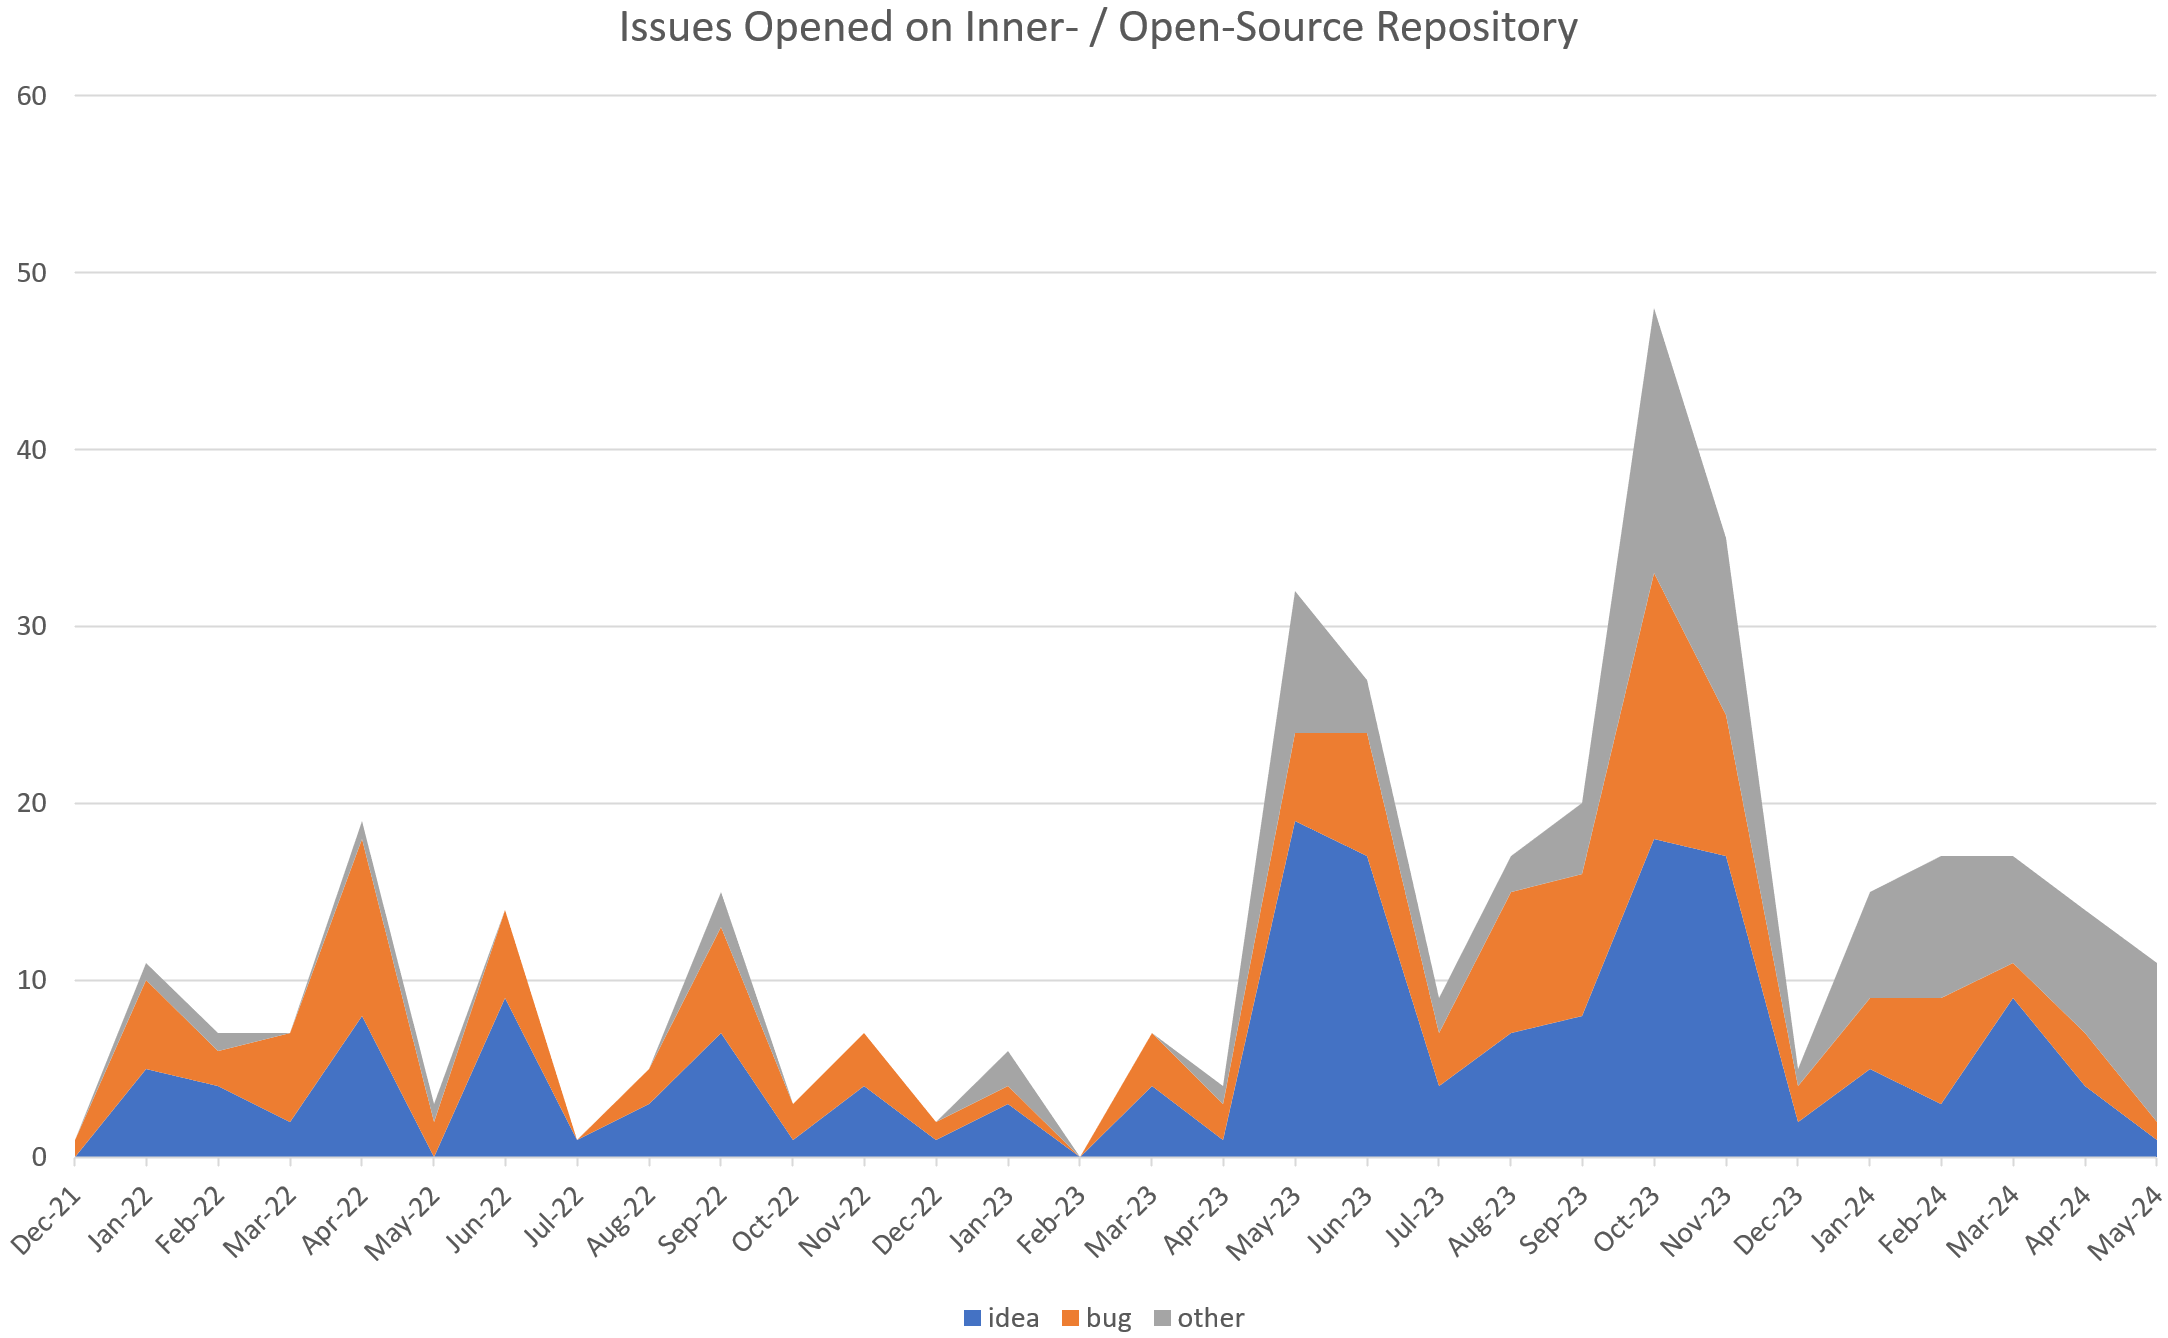 Issues Opened on Inner- / Open-Source Repository
60
50
40
30
20
10
0
Dec-21
Jan-22
Feb-22
Mar-22
Apr-22
May-22
Jun-22
Jul-22
Aug-22
Sep-22
Oct-22
Nov-22
Dec-22
Jan-23
Feb-23
Mar-23
Apr-23
May-23
Jun-23
Jul-23
Aug-23
Sep-23
Oct-23
Nov-23
Dec-23
Jan-24
Feb-24
Mar-24
Apr-24
May-24
idea bug other